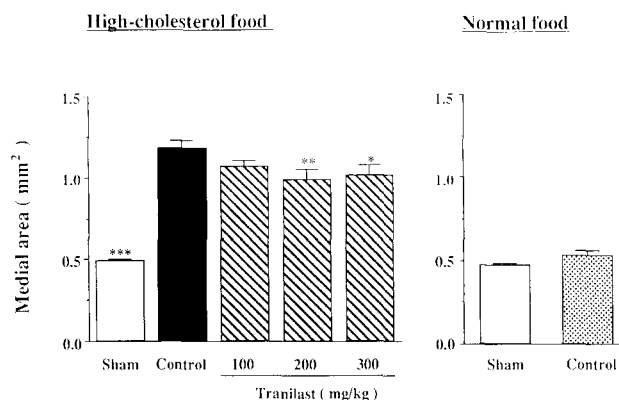 High-cholesterol food
Normal food
Medial area ( mm² )
1.5
1.0
0.5
0.0
***
**
*
Sham Control 100 200 300
Tranilast ( mg/kg )
1.5
1.0
0.5
0.0
Sham Control